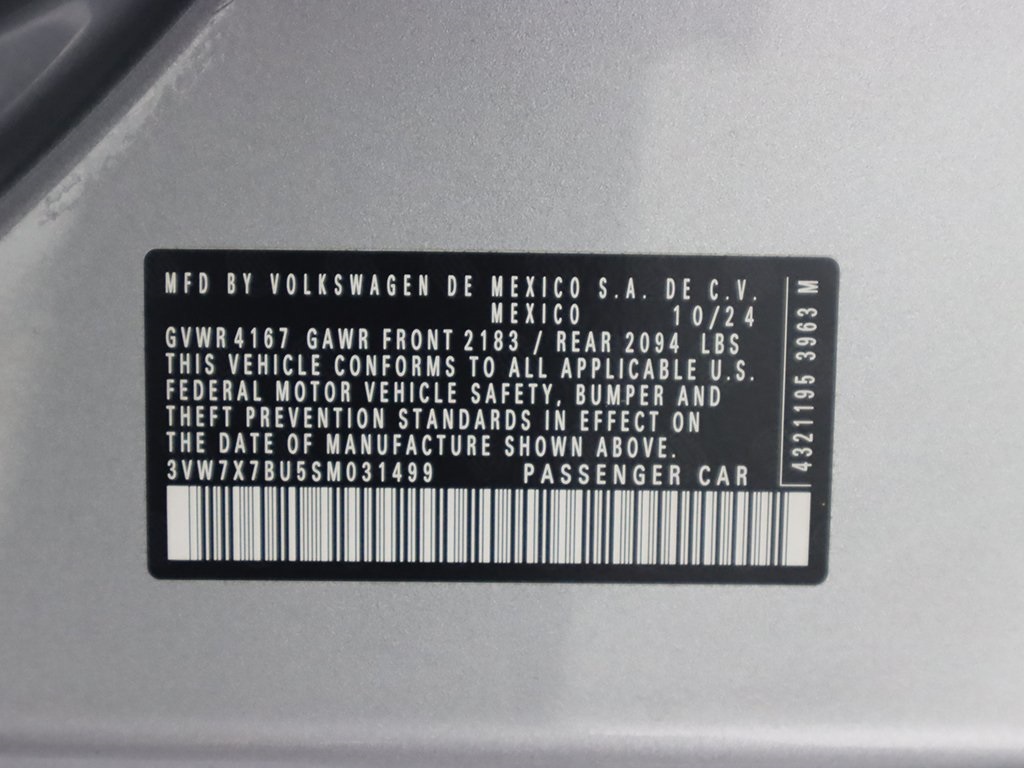 MFD BY VOLKSWAGEN DE MEXICO S.A. DE C.V.
MEXICO 10/24
GVWR 4167 GAWR FRONT 2183 / REAR 2094 LBS
THIS VEHICLE CONFORMS TO ALL APPLICABLE U.S.
FEDERAL MOTOR VEHICLE SAFETY, BUMPER AND
THEFT PREVENTION STANDARDS IN EFFECT ON
THE DATE OF MANUFACTURE SHOWN ABOVE.
3VW7X7BU5SM031499 PASSENGER CAR
4321195 3963 M